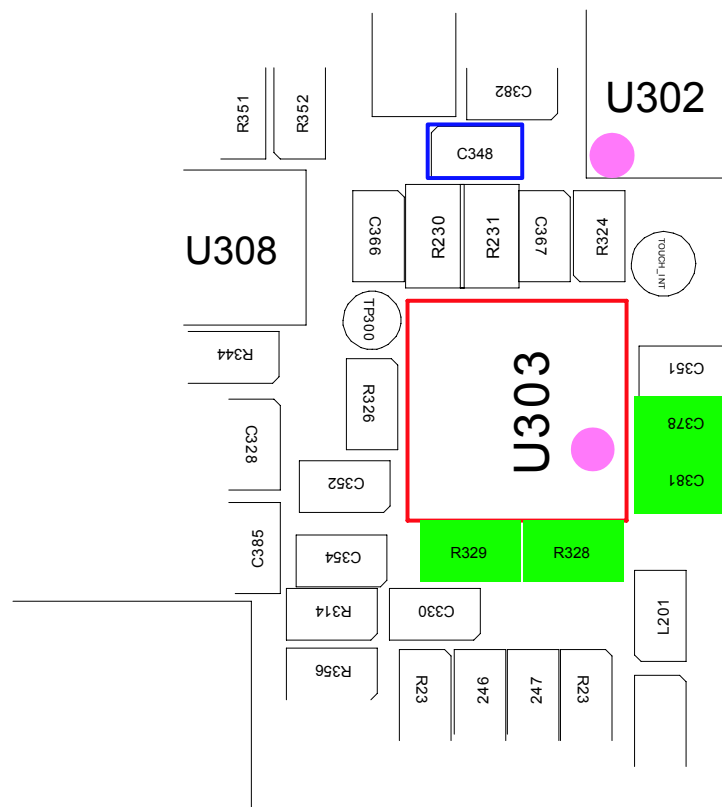 C382
U302
R351
R352
C348
U308
C366
R230
R231
C367
R324
TOUCH_INT
TP300
R344
R326
U303
C351
C378
C328
C352
C381
C385
C354
R329
R328
R314
C330
L201
R356
R23
246
247
R23